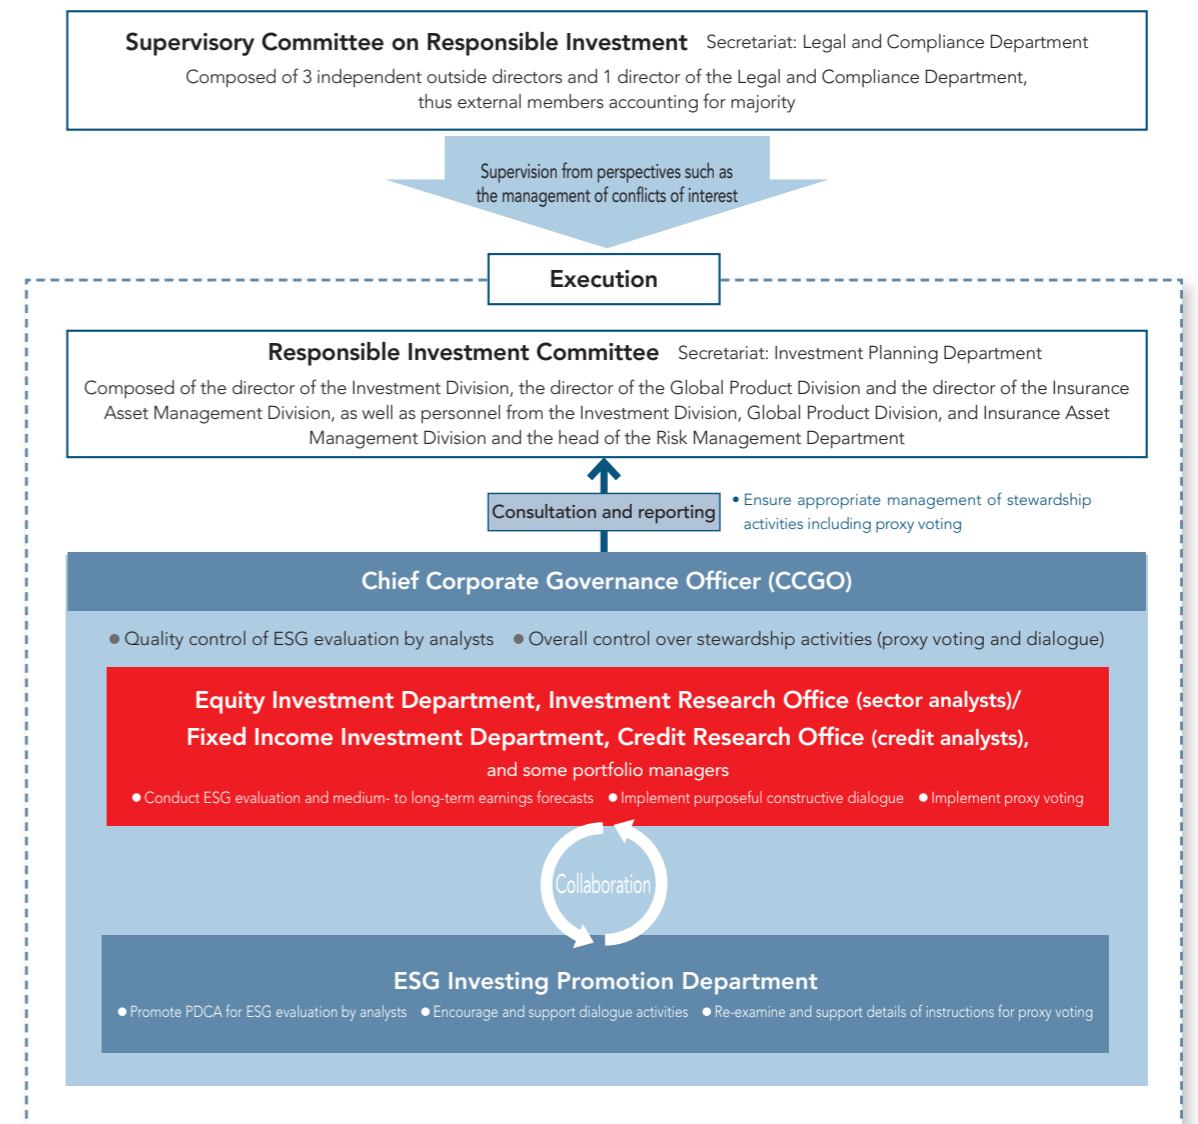 Supervisory Committee on Responsible Investment Secretariat: Legal and Compliance Department
Composed of 3 independent outside directors and 1 director of the Legal and Compliance Department,
thus external members accounting for majority
Supervision from perspectives such as
the management of conflicts of interest
Execution
Responsible Investment Committee Secretariat: Investment Planning Department
Composed of the director of the Investment Division, the director of the Global Product Division and the director of the Insurance
Asset Management Division, as well as personnel from the Investment Division, Global Product Division, and Insurance Asset
Management Division and the head of the Risk Management Department
Consultation and reporting
• Ensure appropriate management of stewardship
activities including proxy voting
Chief Corporate Governance Officer (CCGO)
● Quality control of ESG evaluation by analysts ● Overall control over stewardship activities (proxy voting and dialogue)
Equity Investment Department, Investment Research Office (sector analysts)/
Fixed Income Investment Department, Credit Research Office (credit analysts),
and some portfolio managers
● Conduct ESG evaluation and medium- to long-term earnings forecasts ● Implement purposeful constructive dialogue ● Implement proxy voting
Collaboration
ESG Investing Promotion Department
● Promote PDCA for ESG evaluation by analysts ● Encourage and support dialogue activities ● Re-examine and support details of instructions for proxy voting